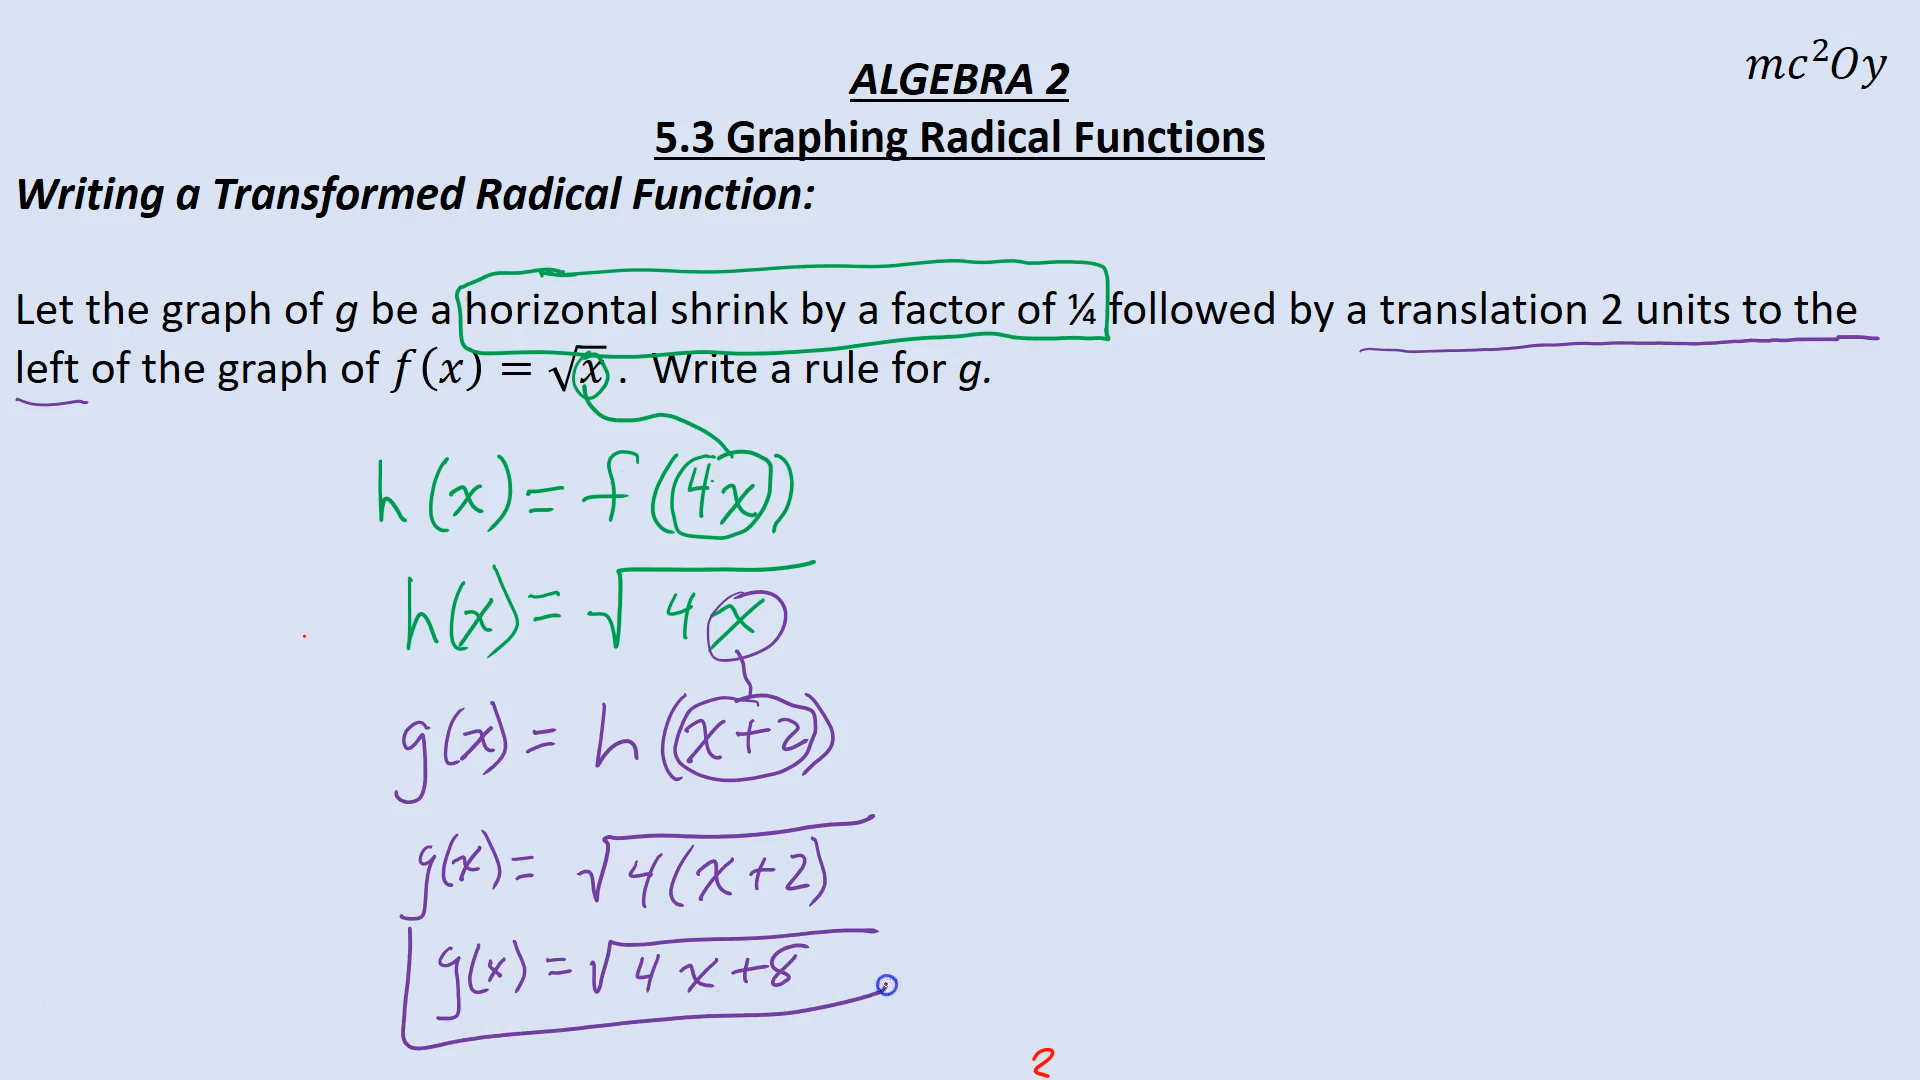 mc²Oy
ALGEBRA 2
5.3 Graphing Radical Functions
Writing a Transformed Radical Function:
Let the graph of g be a horizontal shrink by a factor of ¼ followed by a translation 2 units to the
left of the graph of f(x) = √x. Write a rule for g.
h(x) = f(4x)
h(x) = √4x
g(x) = h(x+2)
g(x) = √4(x+2)
g(x) = √4x+8
2